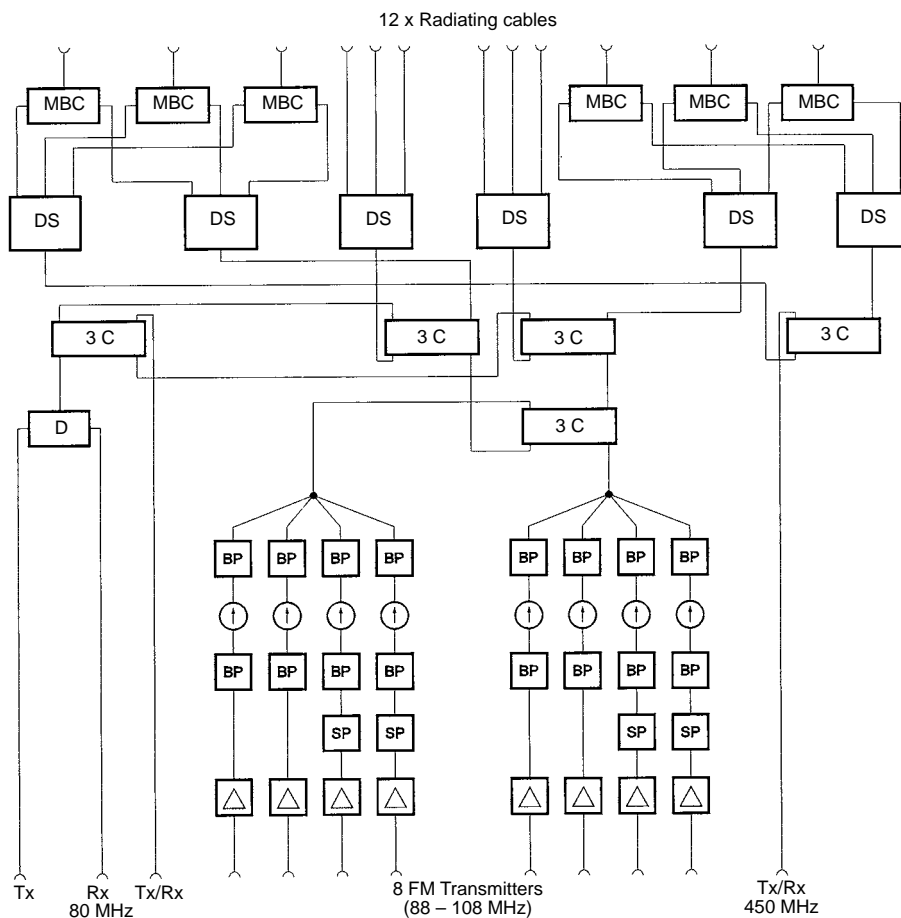 12 x Radiating cables
MBC MBC MBC MBC MBC MBC
DS DS DS DS DS DS
3 C 3 C 3 C 3 C
D 3 C
BP BP BP BP BP BP BP BP
BP BP BP BP BP BP BP BP
SP SP SP SP
Tx Rx Tx/Rx 8 FM Transmitters Tx/Rx
80 MHz (88 – 108 MHz) 450 MHz